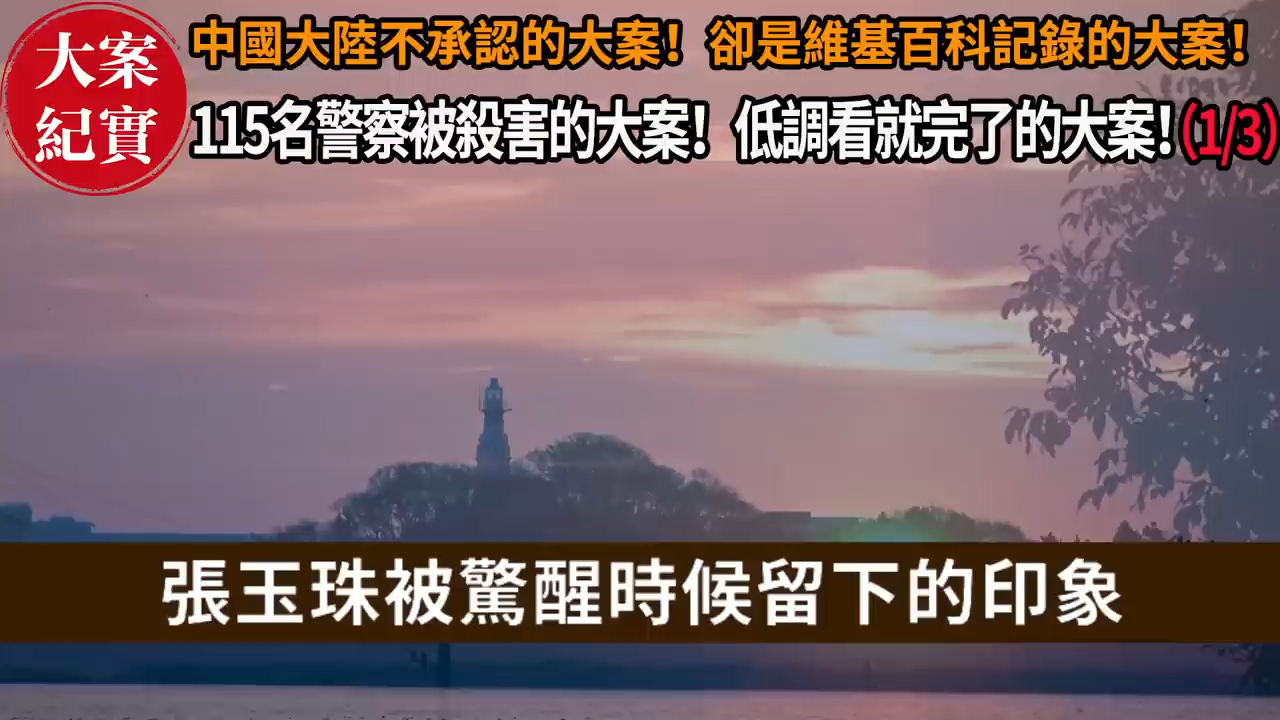 大案
紀實
中國大陸不承認的大案！卻是維基百科記錄的大案！
115名警察被殺害的大案！低調看就完了的大案！(1/3)
張玉珠被驚醒時候留下的印象